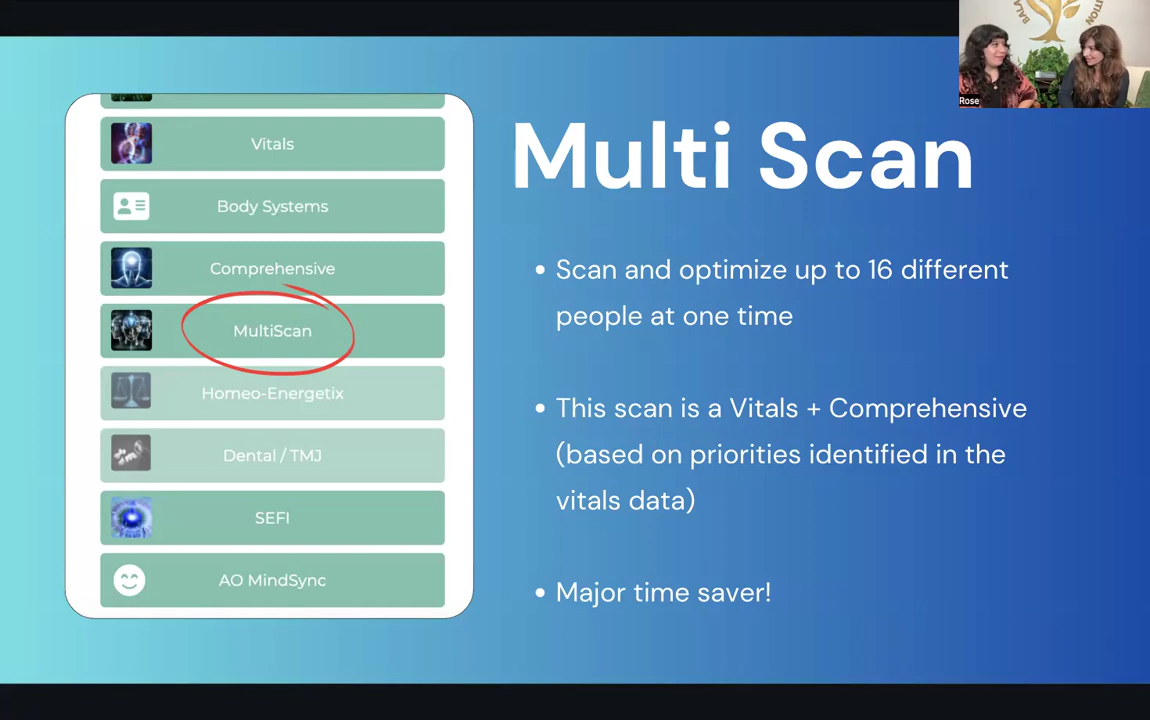 Vitals
Body Systems
Comprehensive
MultiScan
Homeo-Energetix
Dental / TMJ
SEFI
AO MindSync
Multi Scan
• Scan and optimize up to 16 different
people at one time
• This scan is a Vitals + Comprehensive
(based on priorities identified in the
vitals data)
• Major time saver!
Rose